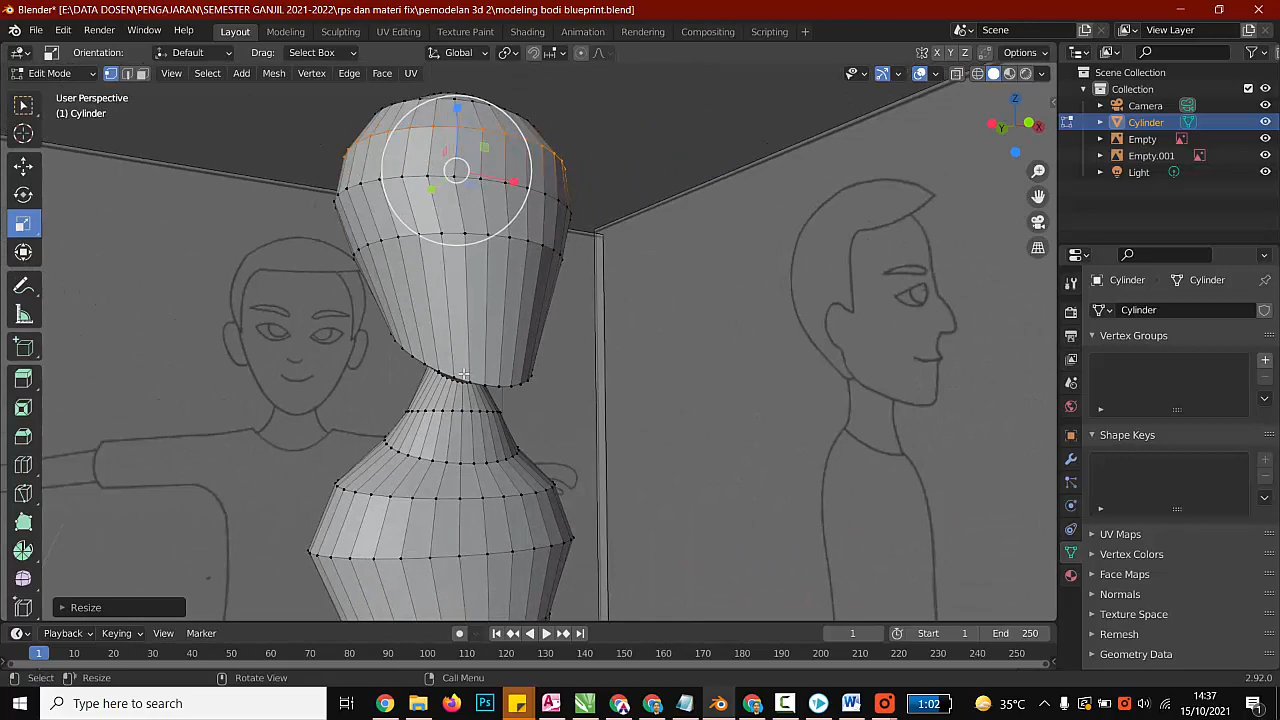 Blender* [E:\DATA DOSEN\PENGAJARAN\SEMESTER GANJIL 2021-2022\rps dan materi fix\pemodelan 3d 2\modeling bodi blueprint.blend]
File Edit Render Window Help Layout Modeling Sculpting UV Editing Texture Paint Shading Animation Rendering Compositing Scripting + Scene View Layer
Orientation: Default Drag: Select Box Global X Y Z Options
Edit Mode View Select Add Mesh Vertex Edge Face UV
User Perspective
(1) Cylinder
Z
Y X
Scene Collection
Collection
Camera
Cylinder
Empty
Empty.001
Light
Cylinder Cylinder
Cylinder
Vertex Groups
Shape Keys
UV Maps
Vertex Colors
Face Maps
Normals
Texture Space
Remesh
Geometry Data
Resize
Playback Keying View Marker 1 Start 1 End 250
1 10 20 30 40 50 60 70 80 90 100 110 120 130 140 150 160 170 180 190 200 210 220 230 240 250
Select Resize Rotate View Call Menu 2.92.0
Type here to search
1:02
35°C
14:37
15/10/2021